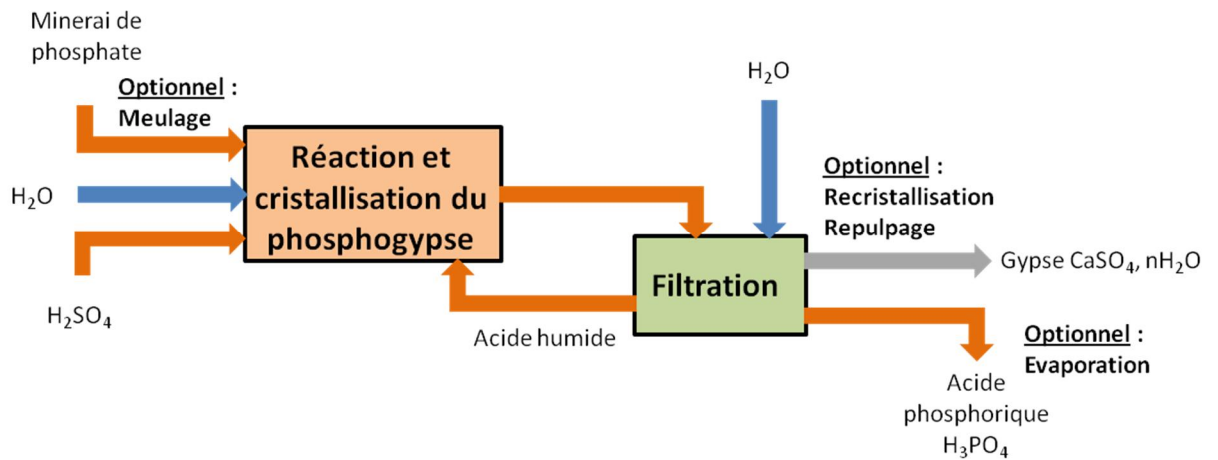 Minerai de
phosphate
Optionnel :
Meulage
H₂O
H₂SO₄
Réaction et
cristallisation du
phosphogypse
H₂O
Optionnel :
Recristallisation
Repulpage
Filtration
Gypse CaSO₄, nH₂O
Acide humide
Optionnel :
Evaporation
Acide
phosphorique
H₃PO₄